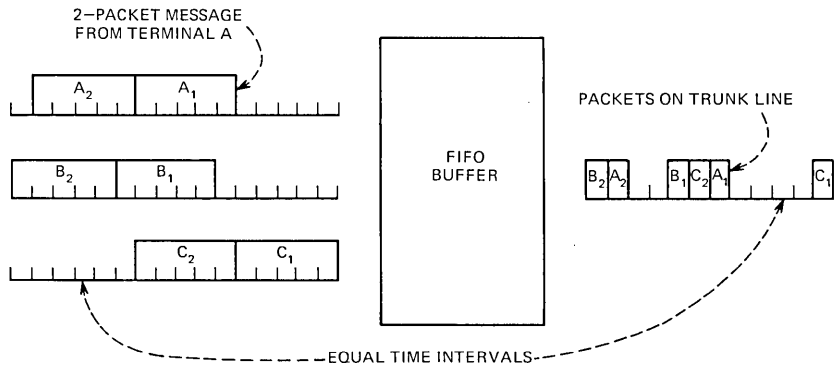 2–PACKET MESSAGE
FROM TERMINAL A
A2 A1
B2 B1
C2 C1
FIFO
BUFFER
PACKETS ON TRUNK LINE
B2 A2 B1 C2 A1 C1
EQUAL TIME INTERVALS